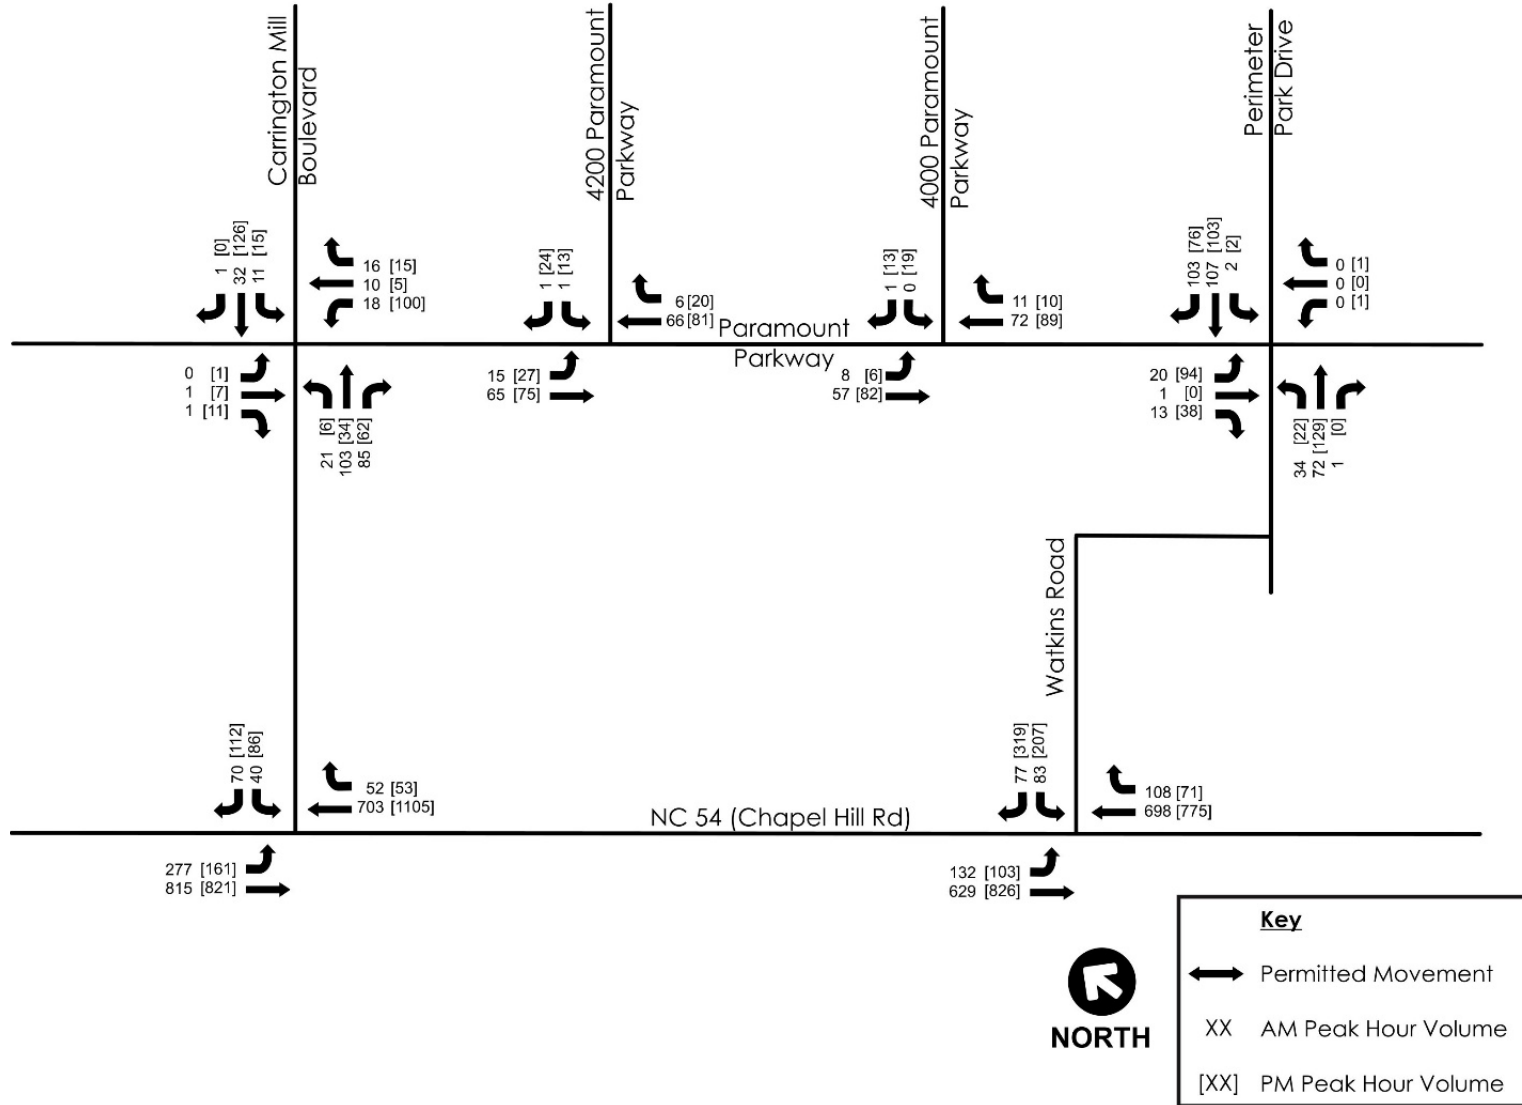 Carrington Mill
Boulevard
4200 Paramount
Parkway
4000 Paramount
Parkway
Perimeter
Park Drive
1 [0]
32 [126]
11 [15]
16 [15]
10 [5]
18 [100]
1 [24]
1 [13]
6 [20]
66 [81]
1 [13]
0 [19]
11 [10]
72 [89]
103 [76]
107 [103]
2 [2]
0 [1]
0 [0]
0 [1]
Paramount
Parkway
0 [1]
1 [7]
1 [11]
21 [6]
103 [34]
85 [62]
15 [27]
65 [75]
8 [6]
57 [82]
20 [94]
1 [0]
13 [38]
34 [22]
72 [129]
1 [0]
Watkins Road
70 [112]
40 [86]
52 [53]
703 [1105]
NC 54 (Chapel Hill Rd)
77 [319]
83 [207]
108 [71]
698 [775]
277 [161]
815 [821]
132 [103]
629 [826]
NORTH
Key
Permitted Movement
XX AM Peak Hour Volume
[XX] PM Peak Hour Volume